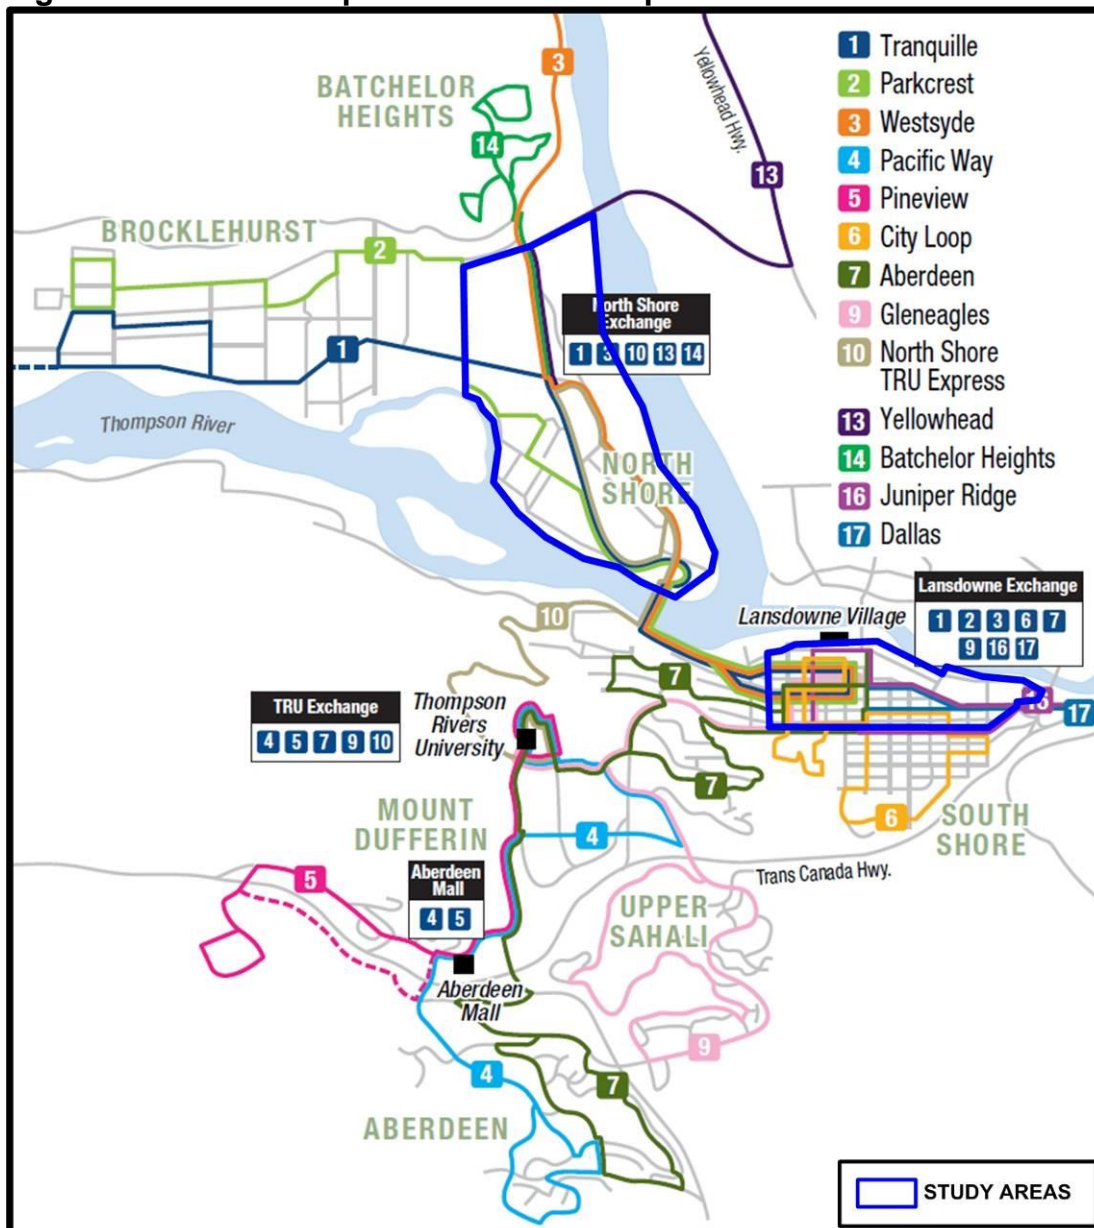 3
BATCHELOR
HEIGHTS
14
Yellowhead Hwy.
13
1 Tranquille
2 Parkcrest
3 Westsyde
4 Pacific Way
5 Pineview
6 City Loop
7 Aberdeen
9 Gleneagles
10 North Shore
TRU Express
13 Yellowhead
14 Batchelor Heights
16 Juniper Ridge
17 Dallas
BROCKLEHURST
2
1
North Shore
Exchange
1 3 10 13 14
Thompson River
NORTH
SHORE
Lansdowne Exchange
1 2 3 6 7
9 16 17
Lansdowne Village
10
7
16
17
TRU Exchange
4 5 7 9 10
Thompson
Rivers
University
7
6
SOUTH
SHORE
MOUNT
DUFFERIN
4
Trans Canada Hwy.
5
Aberdeen
Mall
4 5
UPPER
SAHALI
Aberdeen
Mall
9
4
7
ABERDEEN
STUDY AREAS